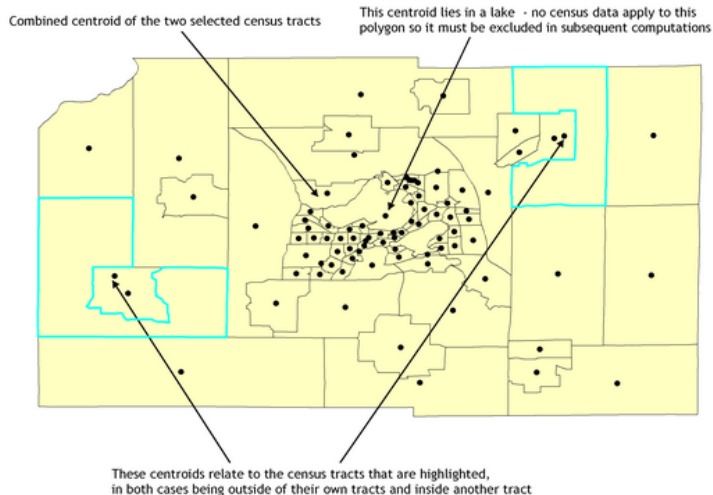 Combined centroid of the two selected census tracts
This centroid lies in a lake - no census data apply to this
polygon so it must be excluded in subsequent computations
These centroids relate to the census tracts that are highlighted,
in both cases being outside of their own tracts and inside another tract